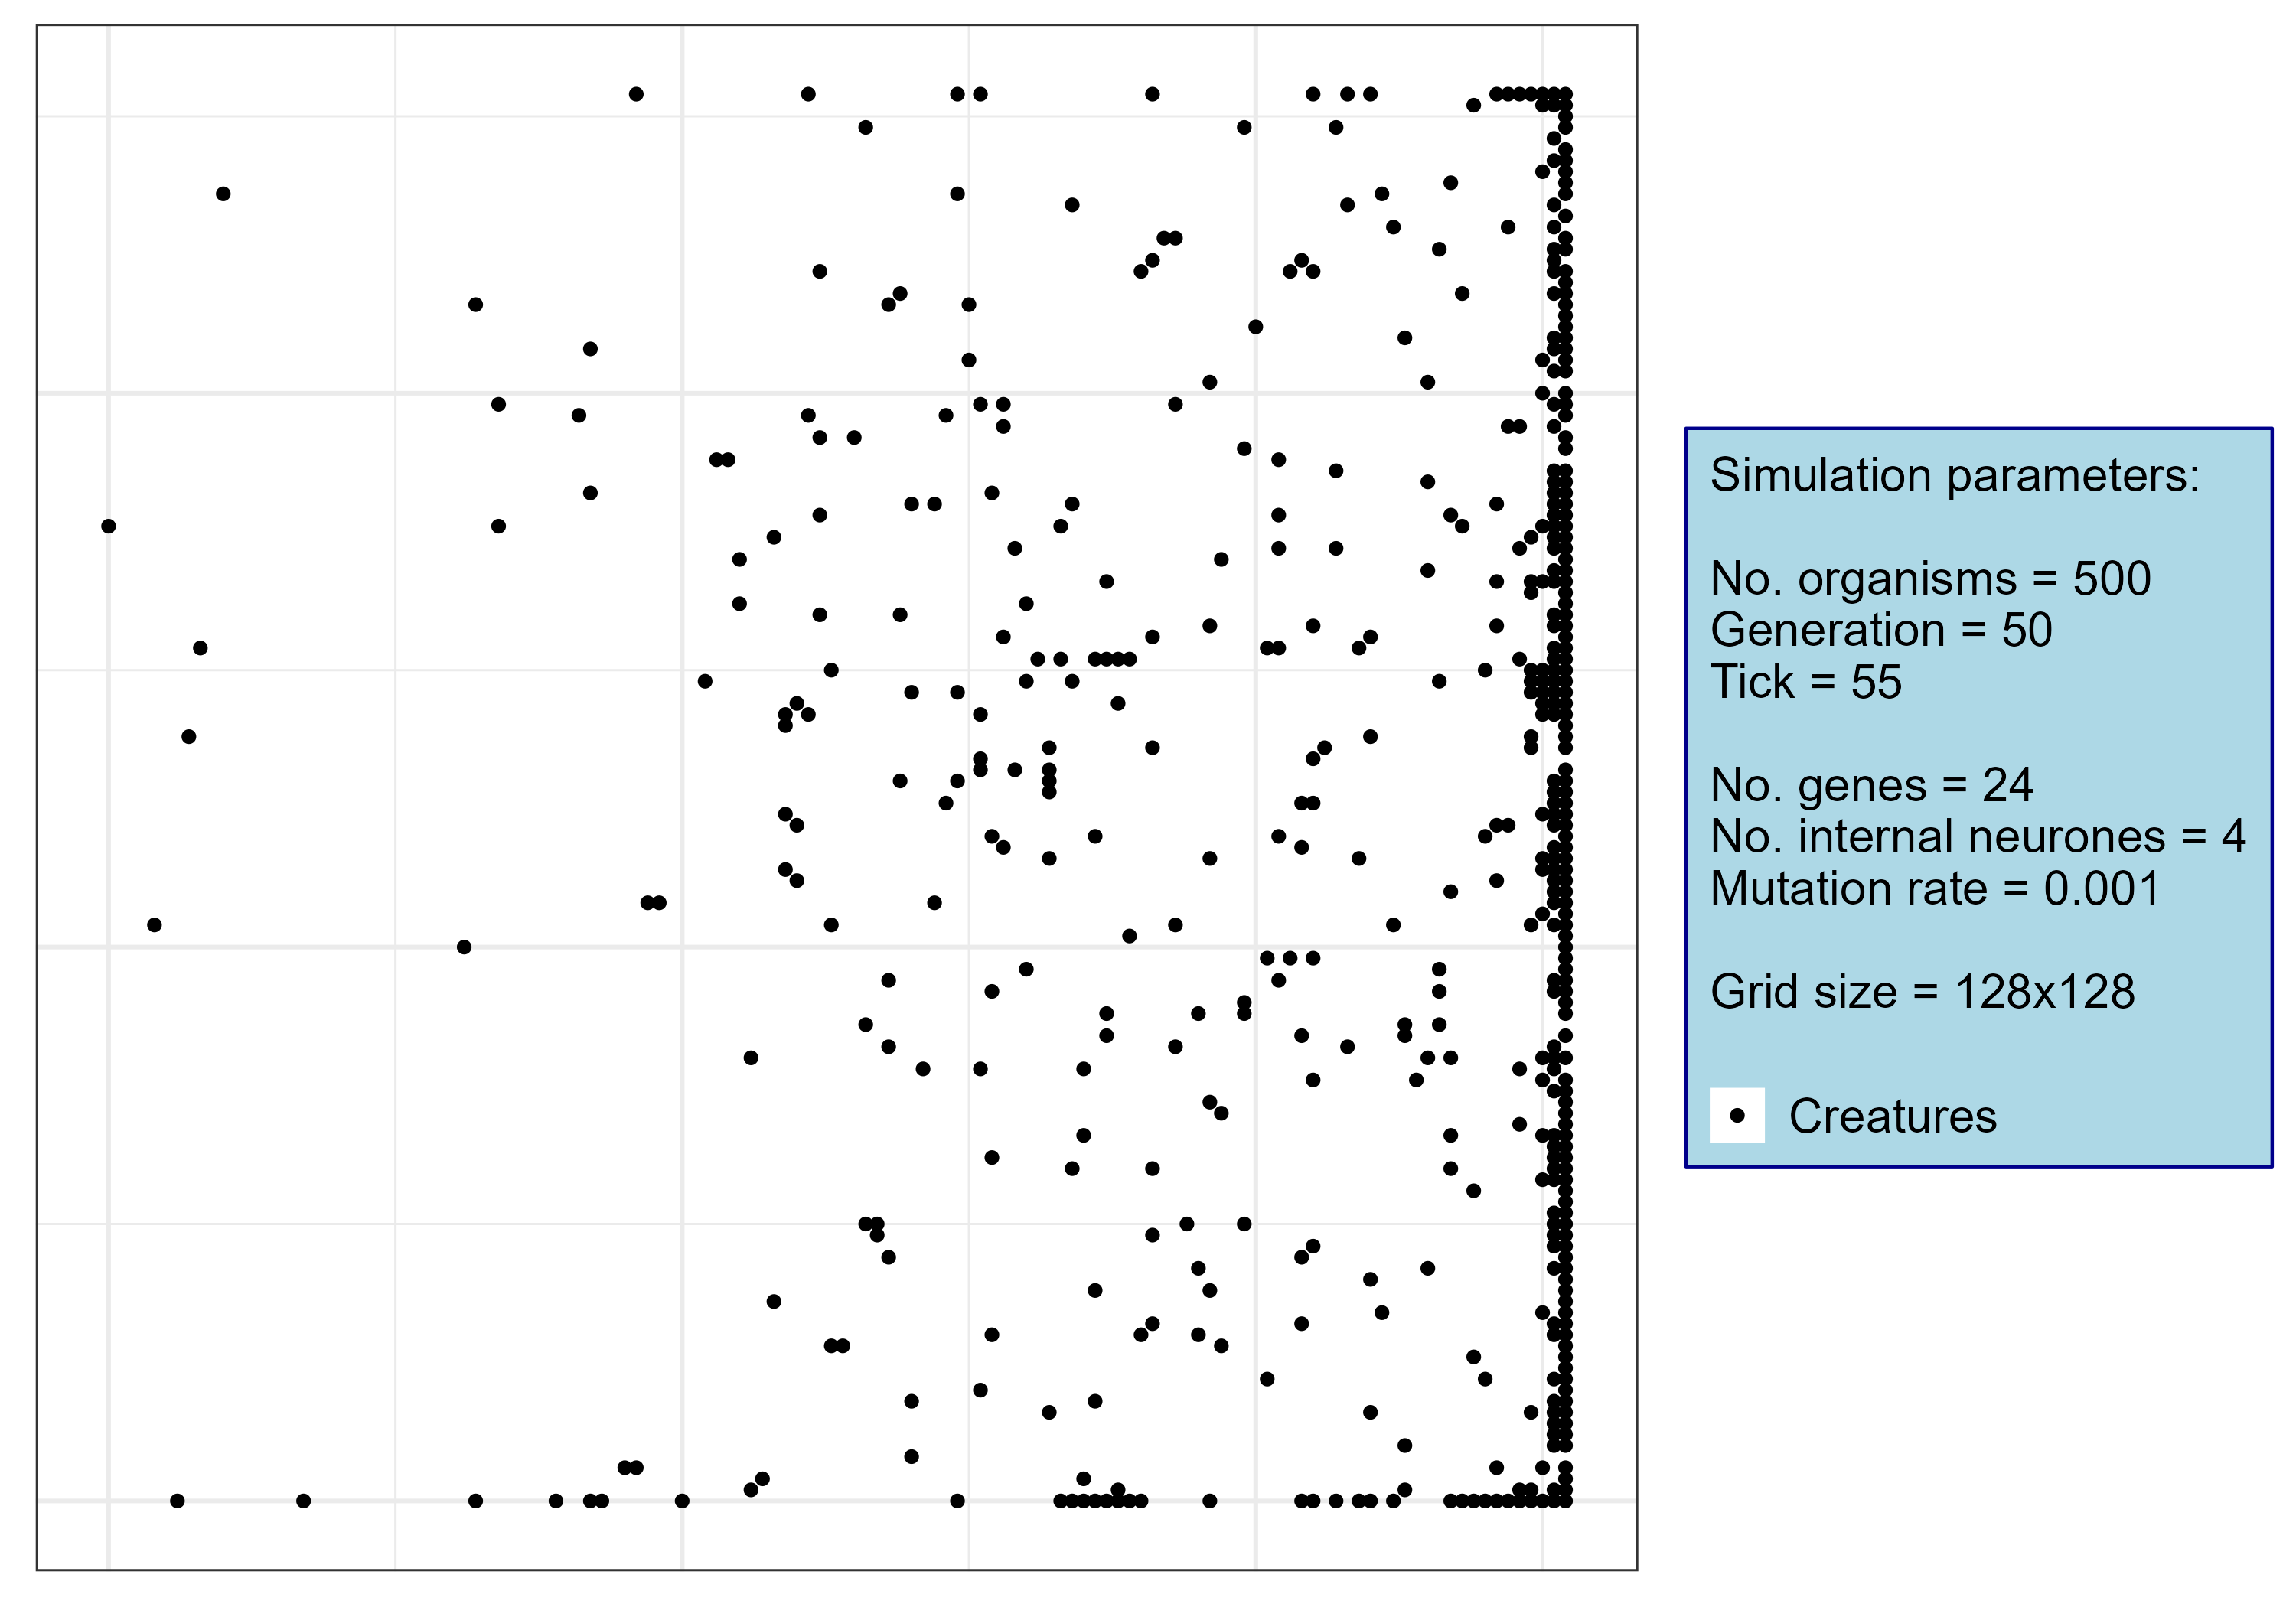 Simulation parameters:
No. organisms = 500
Generation = 50
Tick = 55
No. genes = 24
No. internal neurones = 4
Mutation rate = 0.001
Grid size = 128x128
Creatures